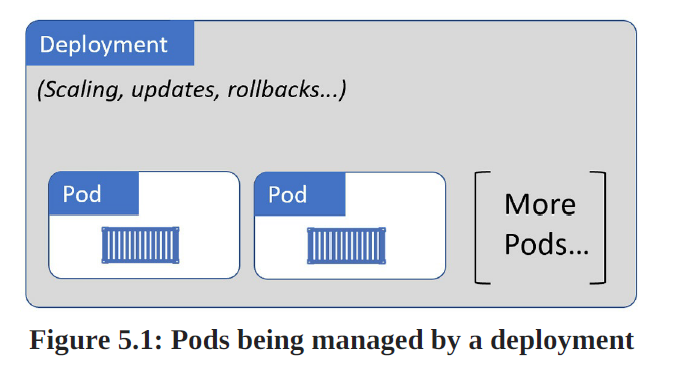 Deployment
(Scaling, updates, rollbacks...)
Pod
Pod
More
Pods...
Figure 5.1: Pods being managed by a deployment